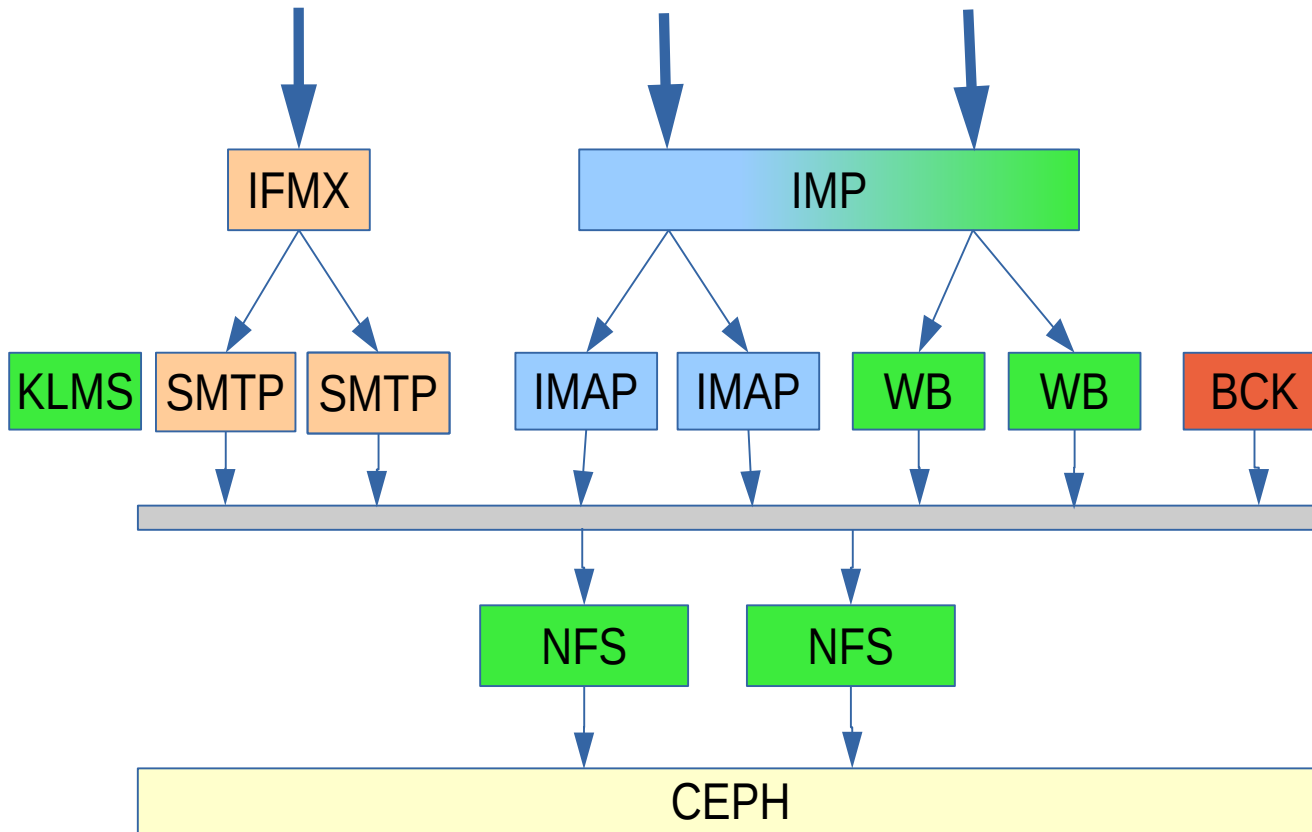 IFMX
IMP
KLMS
SMTP
SMTP
IMAP
IMAP
WB
WB
BCK
NFS
NFS
CEPH